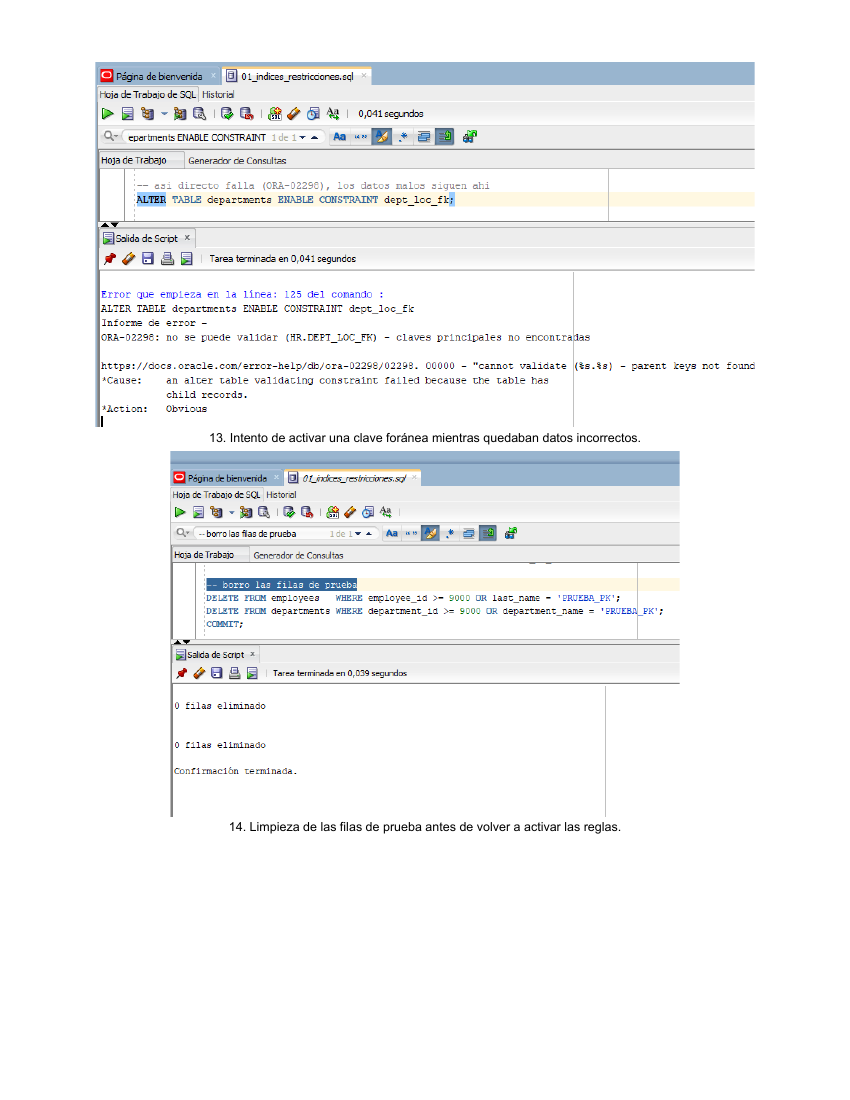 Página de bienvenida × 01_indices_restricciones.sql ×
Hoja de Trabajo de SQL Historial
0,041 segundos
epartments ENABLE CONSTRAINT 1 de 1
Hoja de Trabajo Generador de Consultas
-- asi directo falla (ORA-02298), los datos malos siguen ahi
ALTER TABLE departments ENABLE CONSTRAINT dept_loc_fk;
Salida de Script ×
Tarea terminada en 0,041 segundos
Error que empieza en la línea: 125 del comando :
ALTER TABLE departments ENABLE CONSTRAINT dept_loc_fk
Informe de error -
ORA-02298: no se puede validar (HR.DEPT_LOC_FK) - claves principales no encontradas
https://docs.oracle.com/error-help/db/ora-02298/02298. 00000 - "cannot validate (%s.%s) - parent keys not found
*Cause: an alter table validating constraint failed because the table has
child records.
*Action: Obvious
13. Intento de activar una clave foránea mientras quedaban datos incorrectos.
Página de bienvenida × 01_indices_restricciones.sql ×
Hoja de Trabajo de SQL Historial
-- borro las filas de prueba 1 de 1
Hoja de Trabajo Generador de Consultas
-- borro las filas de prueba
DELETE FROM employees WHERE employee_id >= 9000 OR last_name = 'PRUEBA_PK';
DELETE FROM departments WHERE department_id >= 9000 OR department_name = 'PRUEBA_PK';
COMMIT;
Salida de Script ×
Tarea terminada en 0,039 segundos
0 filas eliminado
0 filas eliminado
Confirmación terminada.
14. Limpieza de las filas de prueba antes de volver a activar las reglas.